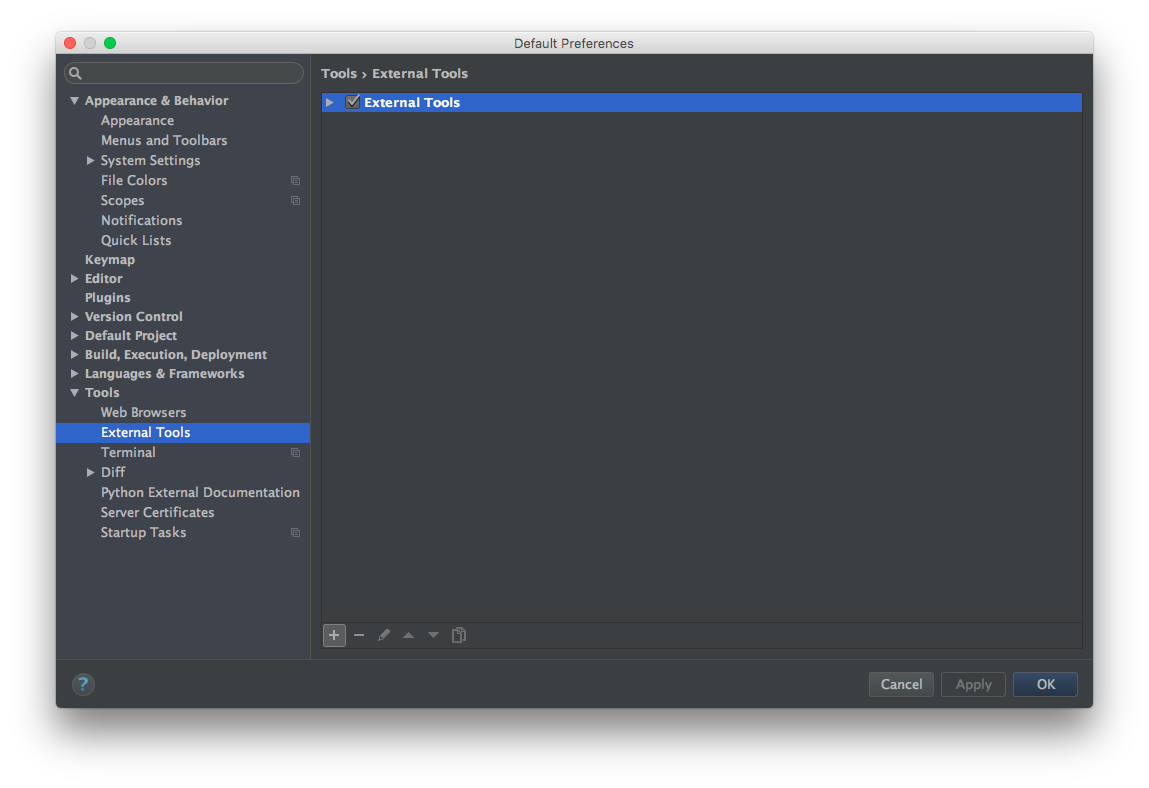 Default Preferences
Appearance & Behavior
Appearance
Menus and Toolbars
System Settings
File Colors
Scopes
Notifications
Quick Lists
Keymap
Editor
Plugins
Version Control
Default Project
Build, Execution, Deployment
Languages & Frameworks
Tools
Web Browsers
External Tools
Terminal
Diff
Python External Documentation
Server Certificates
Startup Tasks
Tools › External Tools
External Tools
?
Cancel
Apply
OK